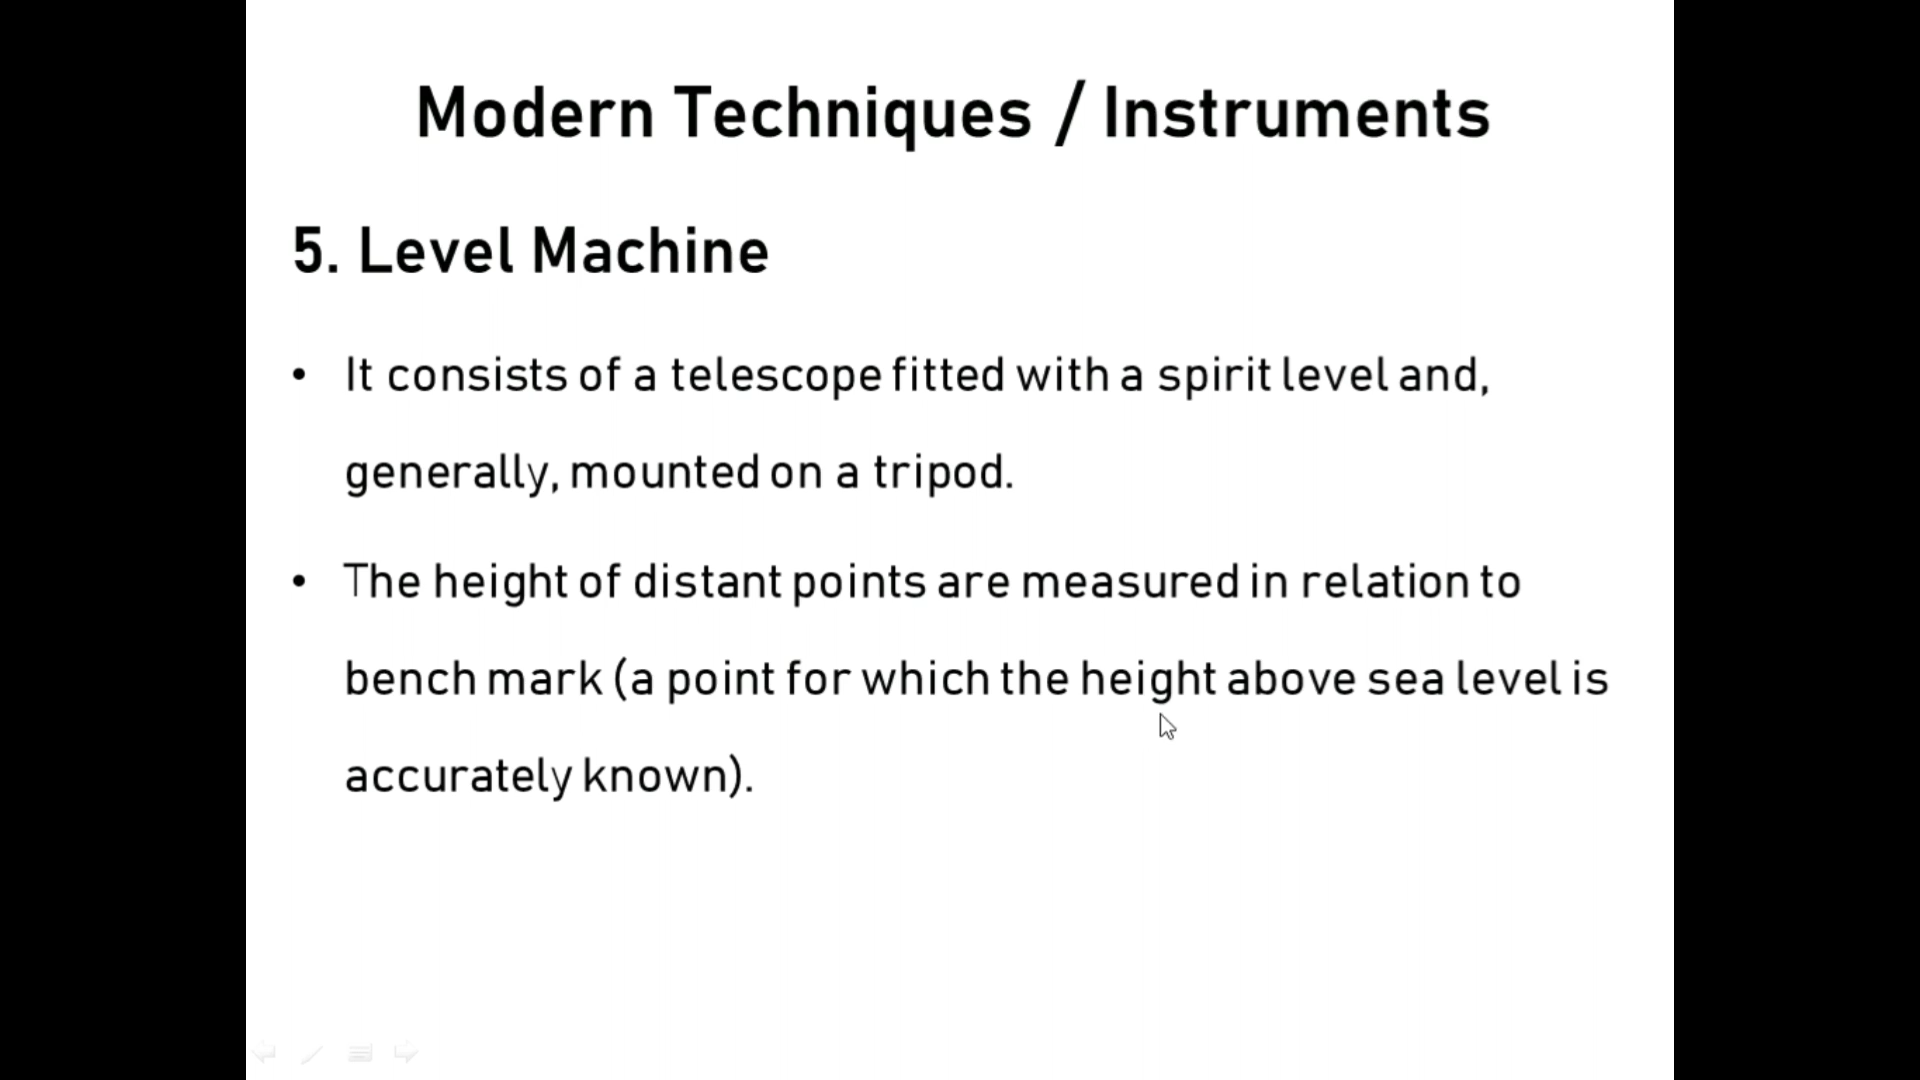 Modern Techniques / Instruments
5. Level Machine
• It consists of a telescope fitted with a spirit level and,
generally, mounted on a tripod.
• The height of distant points are measured in relation to
bench mark (a point for which the height above sea level is
accurately known).